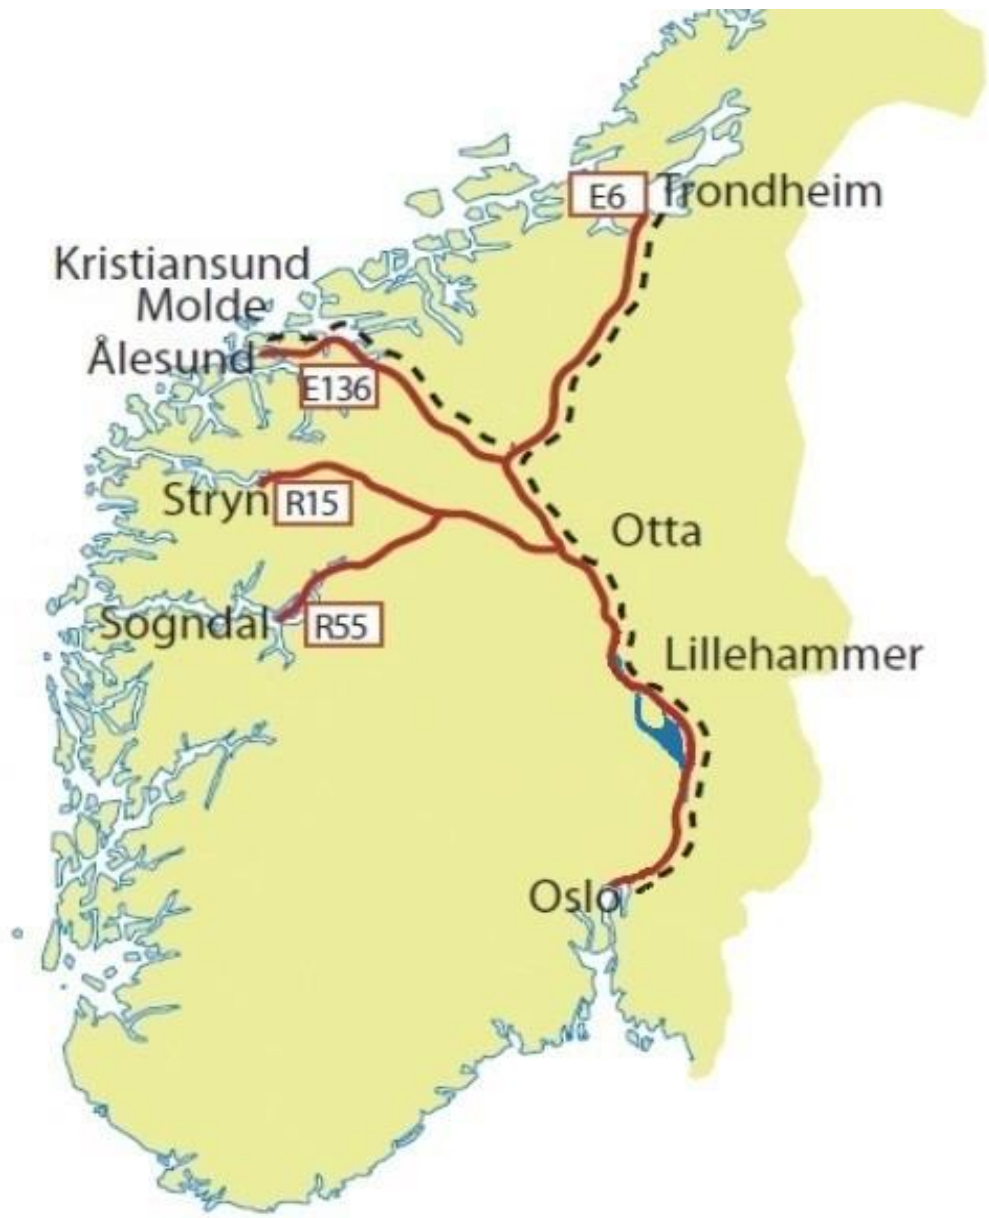 E6 Trondheim
Kristiansund
Molde
Ålesund
E136
Stryn R15
Otta
Sogndal R55
Lillehammer
Oslo